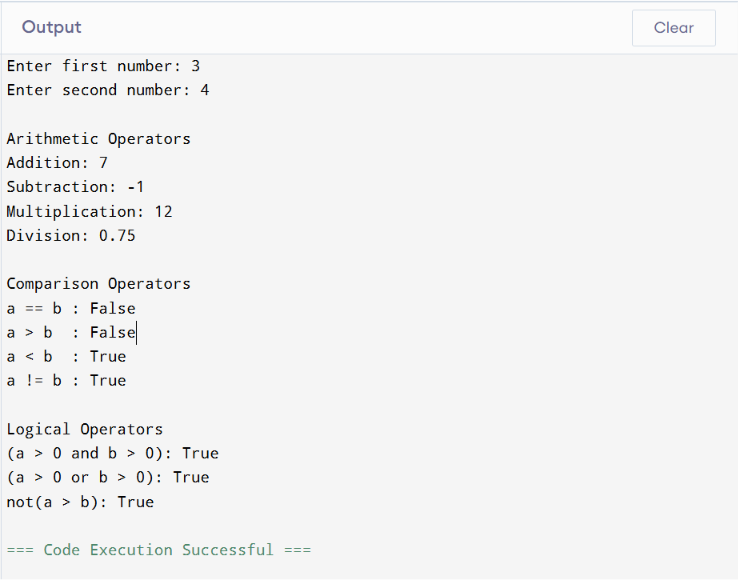 Output
Clear
Enter first number: 3
Enter second number: 4
Arithmetic Operators
Addition: 7
Subtraction: -1
Multiplication: 12
Division: 0.75
Comparison Operators
a == b : False
a > b  : False
a < b  : True
a != b : True
Logical Operators
(a > 0 and b > 0): True
(a > 0 or b > 0): True
not(a > b): True
=== Code Execution Successful ===